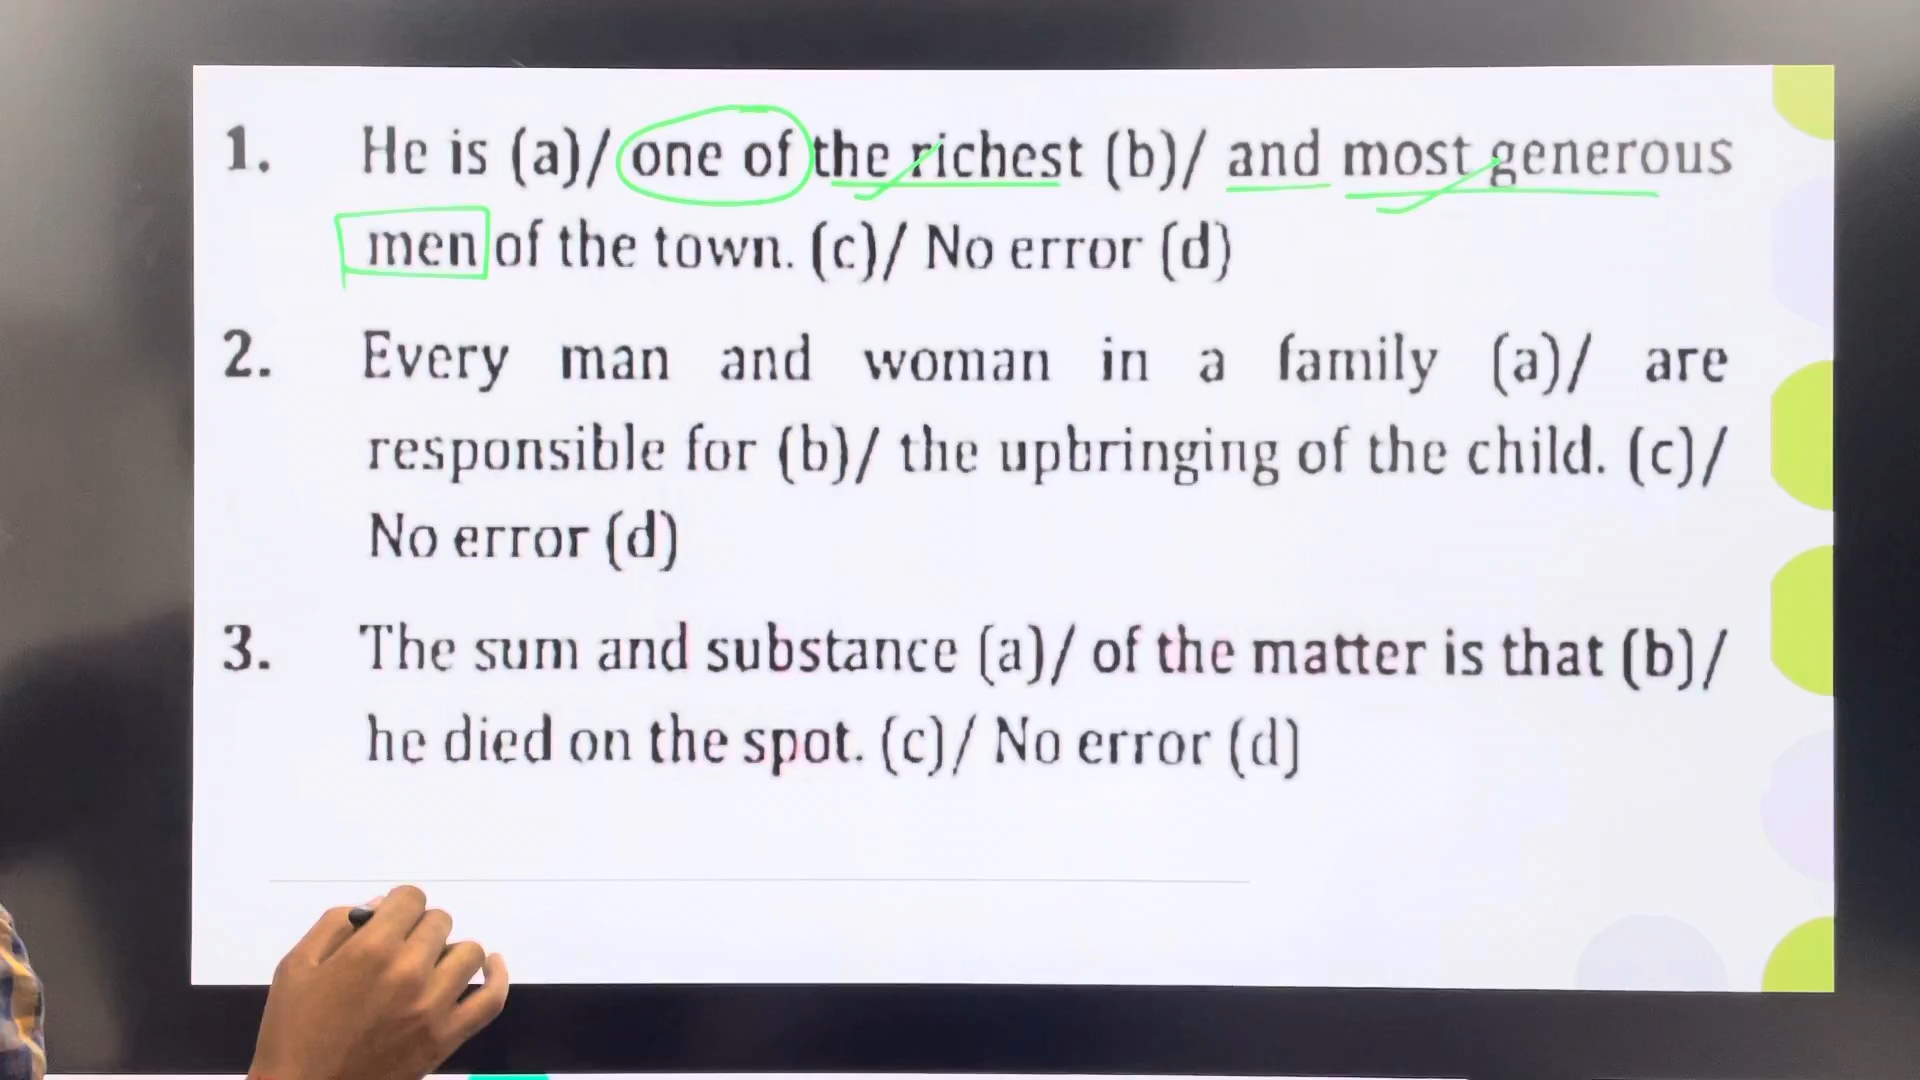 1. He is (a)/ one of the richest (b)/ and most generous
men of the town. (c)/ No error (d)
2. Every man and woman in a family (a)/ are
responsible for (b)/ the upbringing of the child. (c)/
No error (d)
3. The sum and substance (a)/ of the matter is that (b)/
he died on the spot. (c)/ No error (d)